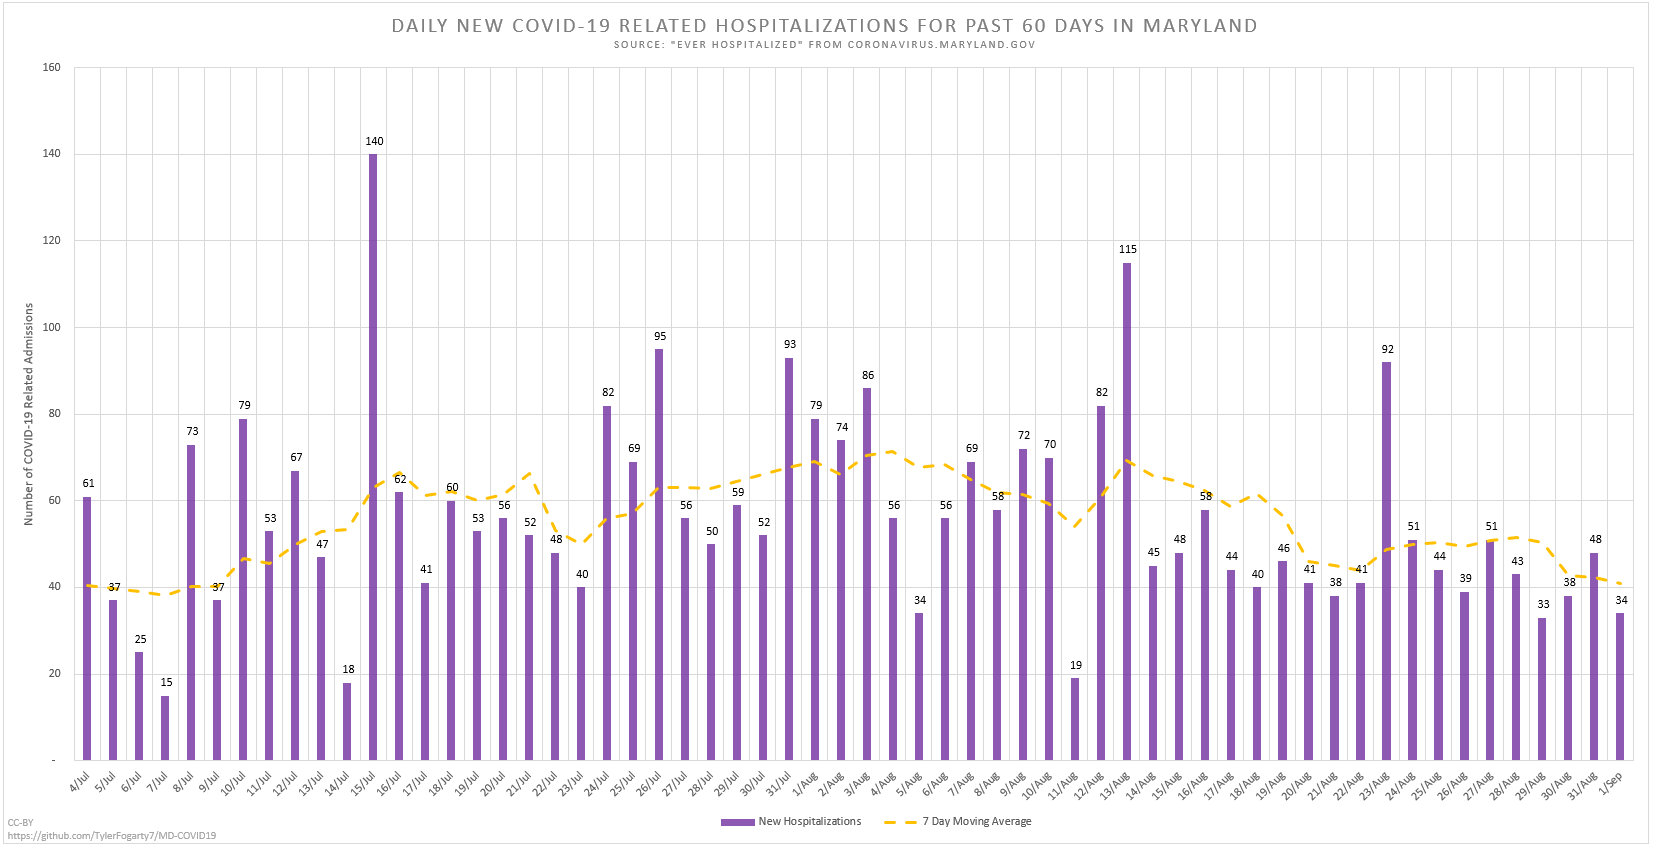 DAILY NEW COVID-19 RELATED HOSPITALIZATIONS FOR PAST 60 DAYS IN MARYLAND
SOURCE: "EVER HOSPITALIZED" FROM CORONAVIRUS.MARYLAND.GOV
Number of COVID-19 Related Admissions
160
140
120
100
80
60
40
20
-
61 37 25 15 73 37 79 53 67 47 18 140 62 41 60 53 56 52 48 40 82 69 95 56 50 59 52 93 79 74 86 56 34 56 69 58 72 70 19 82 115 45 48 58 44 40 46 41 38 41 92 51 44 39 51 43 33 38 48 34
4/Jul 5/Jul 6/Jul 7/Jul 8/Jul 9/Jul 10/Jul 11/Jul 12/Jul 13/Jul 14/Jul 15/Jul 16/Jul 17/Jul 18/Jul 19/Jul 20/Jul 21/Jul 22/Jul 23/Jul 24/Jul 25/Jul 26/Jul 27/Jul 28/Jul 29/Jul 30/Jul 31/Jul 1/Aug 2/Aug 3/Aug 4/Aug 5/Aug 6/Aug 7/Aug 8/Aug 9/Aug 10/Aug 11/Aug 12/Aug 13/Aug 14/Aug 15/Aug 16/Aug 17/Aug 18/Aug 19/Aug 20/Aug 21/Aug 22/Aug 23/Aug 24/Aug 25/Aug 26/Aug 27/Aug 28/Aug 29/Aug 30/Aug 31/Aug 1/Sep
New Hospitalizations 7 Day Moving Average
CC-BY
https://github.com/TylerFogarty7/MD-COVID19